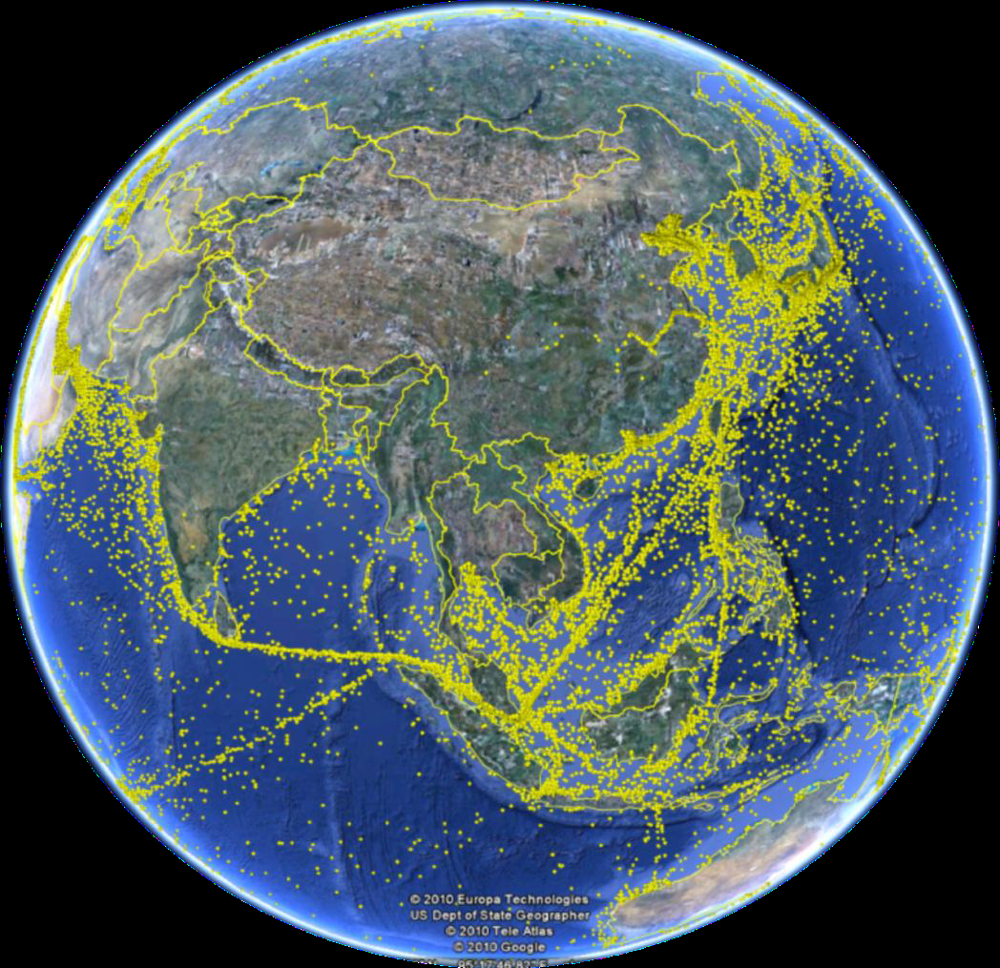 © 2010 Europa Technologies
US Dept of State Geographer
© 2010 Tele Atlas
© 2010 Google